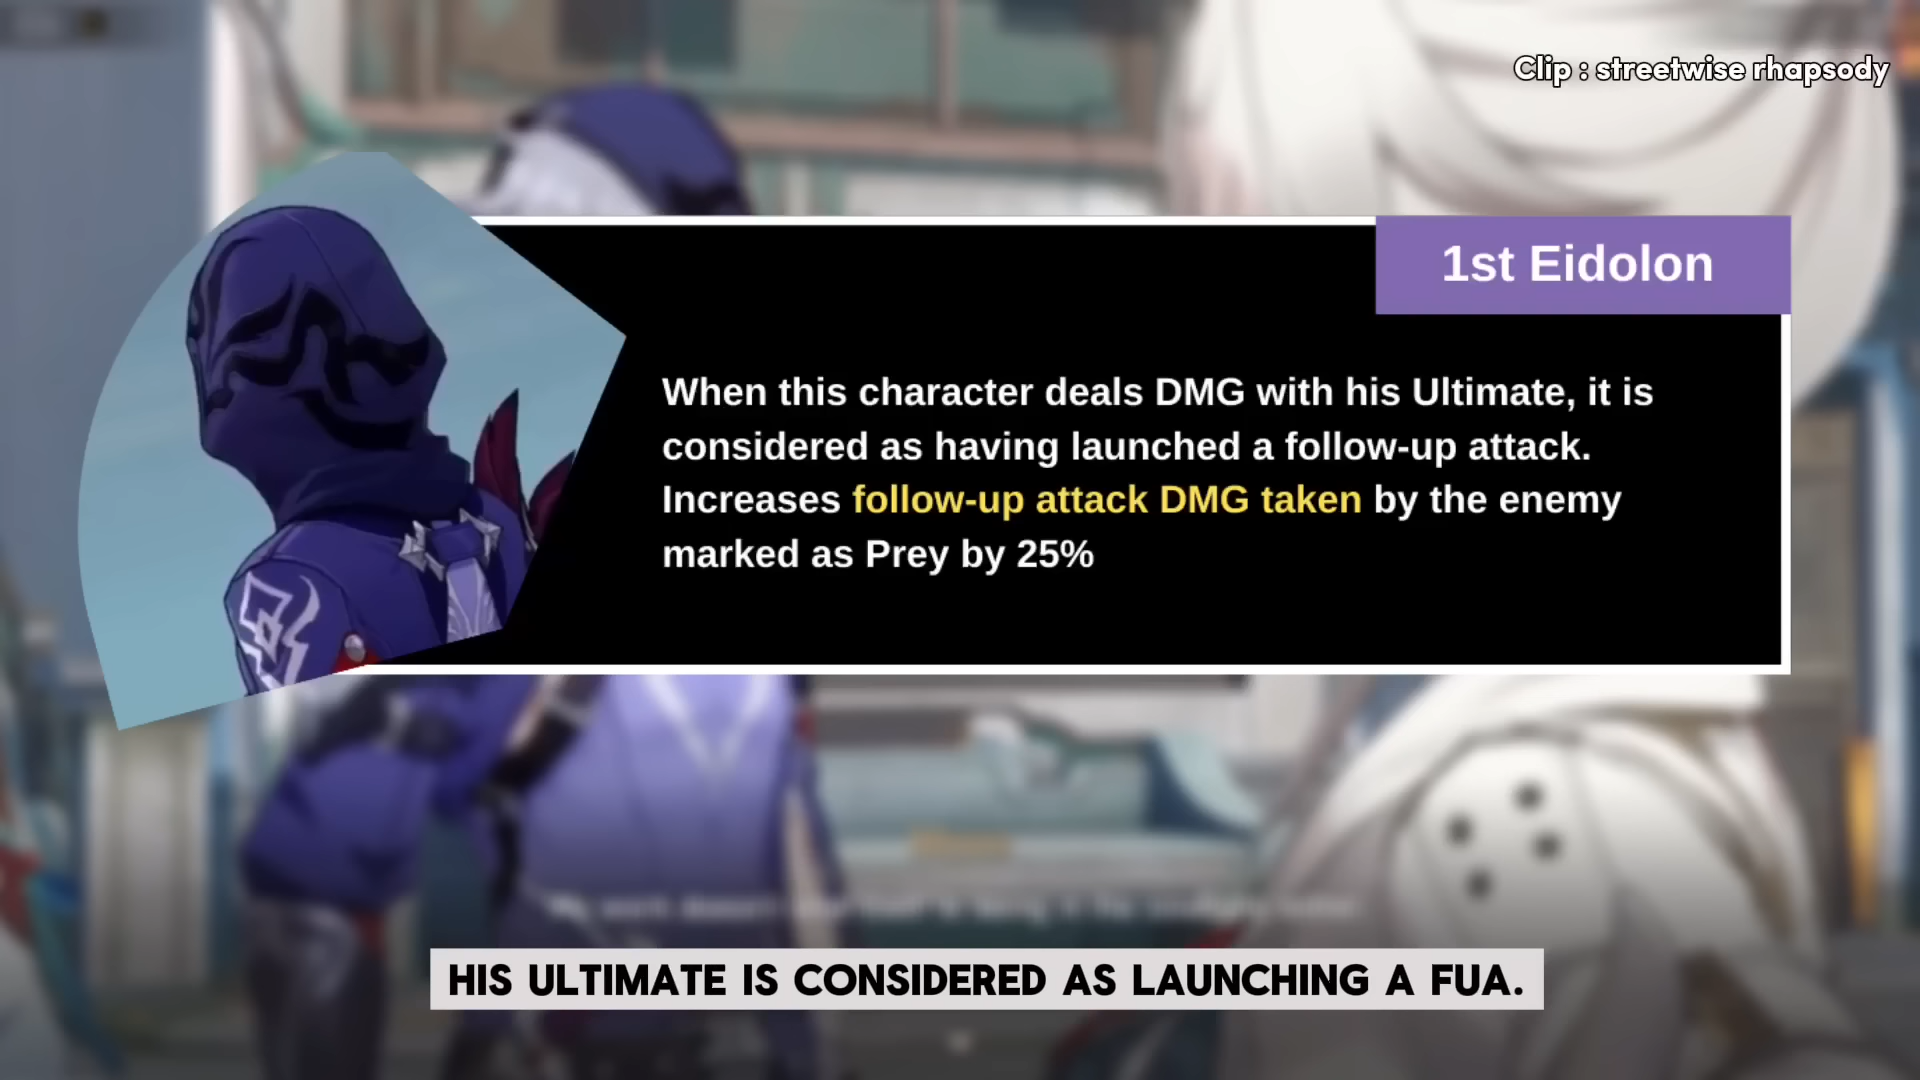 Clip : streetwise rhapsody
1st Eidolon
When this character deals DMG with his Ultimate, it is
considered as having launched a follow-up attack.
Increases follow-up attack DMG taken by the enemy
marked as Prey by 25%
HIS ULTIMATE IS CONSIDERED AS LAUNCHING A FUA.